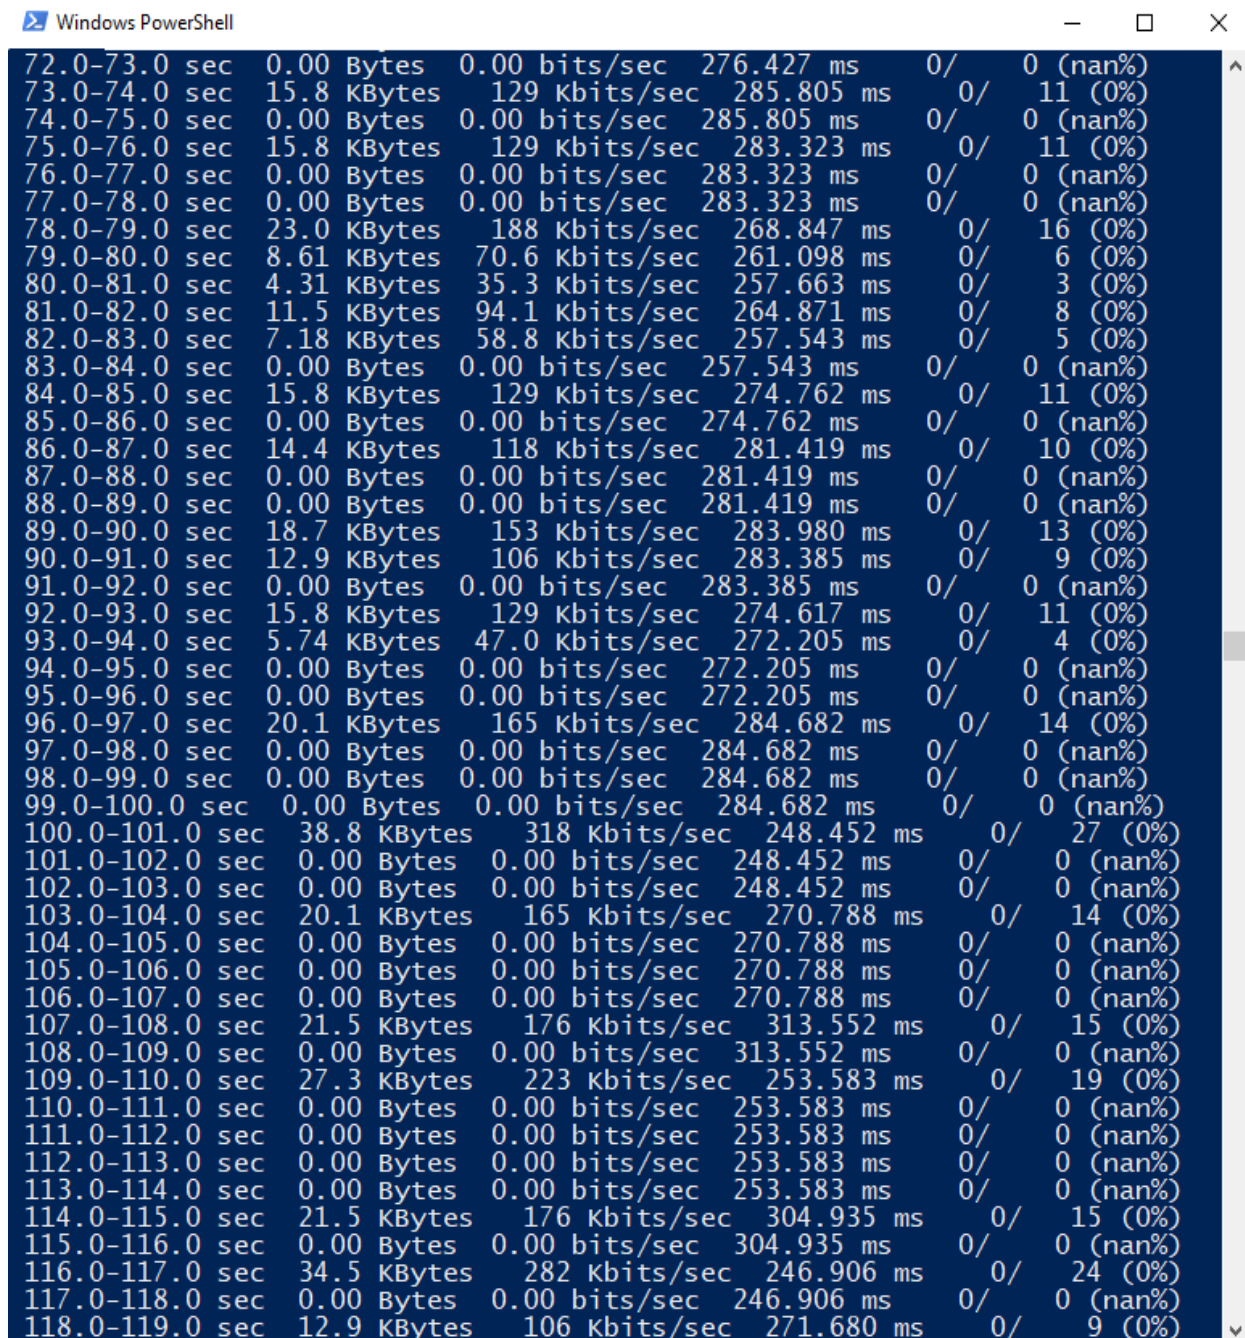 Windows PowerShell
72.0-73.0 sec  0.00 Bytes  0.00 bits/sec  276.427 ms    0/    0 (nan%)
73.0-74.0 sec  15.8 KBytes   129 Kbits/sec  285.805 ms    0/   11 (0%)
74.0-75.0 sec  0.00 Bytes  0.00 bits/sec  285.805 ms    0/    0 (nan%)
75.0-76.0 sec  15.8 KBytes   129 Kbits/sec  283.323 ms    0/   11 (0%)
76.0-77.0 sec  0.00 Bytes  0.00 bits/sec  283.323 ms    0/    0 (nan%)
77.0-78.0 sec  0.00 Bytes  0.00 bits/sec  283.323 ms    0/    0 (nan%)
78.0-79.0 sec  23.0 KBytes   188 Kbits/sec  268.847 ms    0/   16 (0%)
79.0-80.0 sec  8.61 KBytes  70.6 Kbits/sec  261.098 ms    0/    6 (0%)
80.0-81.0 sec  4.31 KBytes  35.3 Kbits/sec  257.663 ms    0/    3 (0%)
81.0-82.0 sec  11.5 KBytes  94.1 Kbits/sec  264.871 ms    0/    8 (0%)
82.0-83.0 sec  7.18 KBytes  58.8 Kbits/sec  257.543 ms    0/    5 (0%)
83.0-84.0 sec  0.00 Bytes  0.00 bits/sec  257.543 ms    0/    0 (nan%)
84.0-85.0 sec  15.8 KBytes   129 Kbits/sec  274.762 ms    0/   11 (0%)
85.0-86.0 sec  0.00 Bytes  0.00 bits/sec  274.762 ms    0/    0 (nan%)
86.0-87.0 sec  14.4 KBytes   118 Kbits/sec  281.419 ms    0/   10 (0%)
87.0-88.0 sec  0.00 Bytes  0.00 bits/sec  281.419 ms    0/    0 (nan%)
88.0-89.0 sec  0.00 Bytes  0.00 bits/sec  281.419 ms    0/    0 (nan%)
89.0-90.0 sec  18.7 KBytes   153 Kbits/sec  283.980 ms    0/   13 (0%)
90.0-91.0 sec  12.9 KBytes   106 Kbits/sec  283.385 ms    0/    9 (0%)
91.0-92.0 sec  0.00 Bytes  0.00 bits/sec  283.385 ms    0/    0 (nan%)
92.0-93.0 sec  15.8 KBytes   129 Kbits/sec  274.617 ms    0/   11 (0%)
93.0-94.0 sec  5.74 KBytes  47.0 Kbits/sec  272.205 ms    0/    4 (0%)
94.0-95.0 sec  0.00 Bytes  0.00 bits/sec  272.205 ms    0/    0 (nan%)
95.0-96.0 sec  0.00 Bytes  0.00 bits/sec  272.205 ms    0/    0 (nan%)
96.0-97.0 sec  20.1 KBytes   165 Kbits/sec  284.682 ms    0/   14 (0%)
97.0-98.0 sec  0.00 Bytes  0.00 bits/sec  284.682 ms    0/    0 (nan%)
98.0-99.0 sec  0.00 Bytes  0.00 bits/sec  284.682 ms    0/    0 (nan%)
99.0-100.0 sec  0.00 Bytes  0.00 bits/sec  284.682 ms    0/    0 (nan%)
100.0-101.0 sec  38.8 KBytes   318 Kbits/sec  248.452 ms    0/   27 (0%)
101.0-102.0 sec  0.00 Bytes  0.00 bits/sec  248.452 ms    0/    0 (nan%)
102.0-103.0 sec  0.00 Bytes  0.00 bits/sec  248.452 ms    0/    0 (nan%)
103.0-104.0 sec  20.1 KBytes   165 Kbits/sec  270.788 ms    0/   14 (0%)
104.0-105.0 sec  0.00 Bytes  0.00 bits/sec  270.788 ms    0/    0 (nan%)
105.0-106.0 sec  0.00 Bytes  0.00 bits/sec  270.788 ms    0/    0 (nan%)
106.0-107.0 sec  0.00 Bytes  0.00 bits/sec  270.788 ms    0/    0 (nan%)
107.0-108.0 sec  21.5 KBytes   176 Kbits/sec  313.552 ms    0/   15 (0%)
108.0-109.0 sec  0.00 Bytes  0.00 bits/sec  313.552 ms    0/    0 (nan%)
109.0-110.0 sec  27.3 KBytes   223 Kbits/sec  253.583 ms    0/   19 (0%)
110.0-111.0 sec  0.00 Bytes  0.00 bits/sec  253.583 ms    0/    0 (nan%)
111.0-112.0 sec  0.00 Bytes  0.00 bits/sec  253.583 ms    0/    0 (nan%)
112.0-113.0 sec  0.00 Bytes  0.00 bits/sec  253.583 ms    0/    0 (nan%)
113.0-114.0 sec  0.00 Bytes  0.00 bits/sec  253.583 ms    0/    0 (nan%)
114.0-115.0 sec  21.5 KBytes   176 Kbits/sec  304.935 ms    0/   15 (0%)
115.0-116.0 sec  0.00 Bytes  0.00 bits/sec  304.935 ms    0/    0 (nan%)
116.0-117.0 sec  34.5 KBytes   282 Kbits/sec  246.906 ms    0/   24 (0%)
117.0-118.0 sec  0.00 Bytes  0.00 bits/sec  246.906 ms    0/    0 (nan%)
118.0-119.0 sec  12.9 KBytes   106 Kbits/sec  271.680 ms    0/    9 (0%)